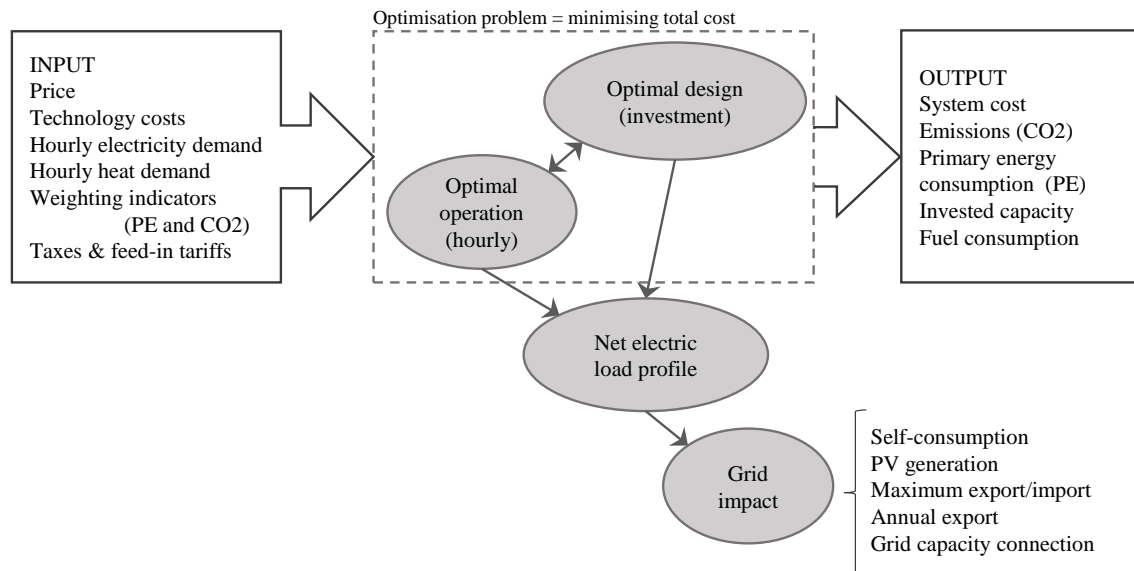 Optimisation problem = minimising total cost
INPUT
Price
Technology costs
Hourly electricity demand
Hourly heat demand
Weighting indicators
(PE and CO2)
Taxes & feed-in tariffs
Optimal design
(investment)
Optimal
operation
(hourly)
OUTPUT
System cost
Emissions (CO2)
Primary energy
consumption (PE)
Invested capacity
Fuel consumption
Net electric
load profile
Grid
impact
Self-consumption
PV generation
Maximum export/import
Annual export
Grid capacity connection